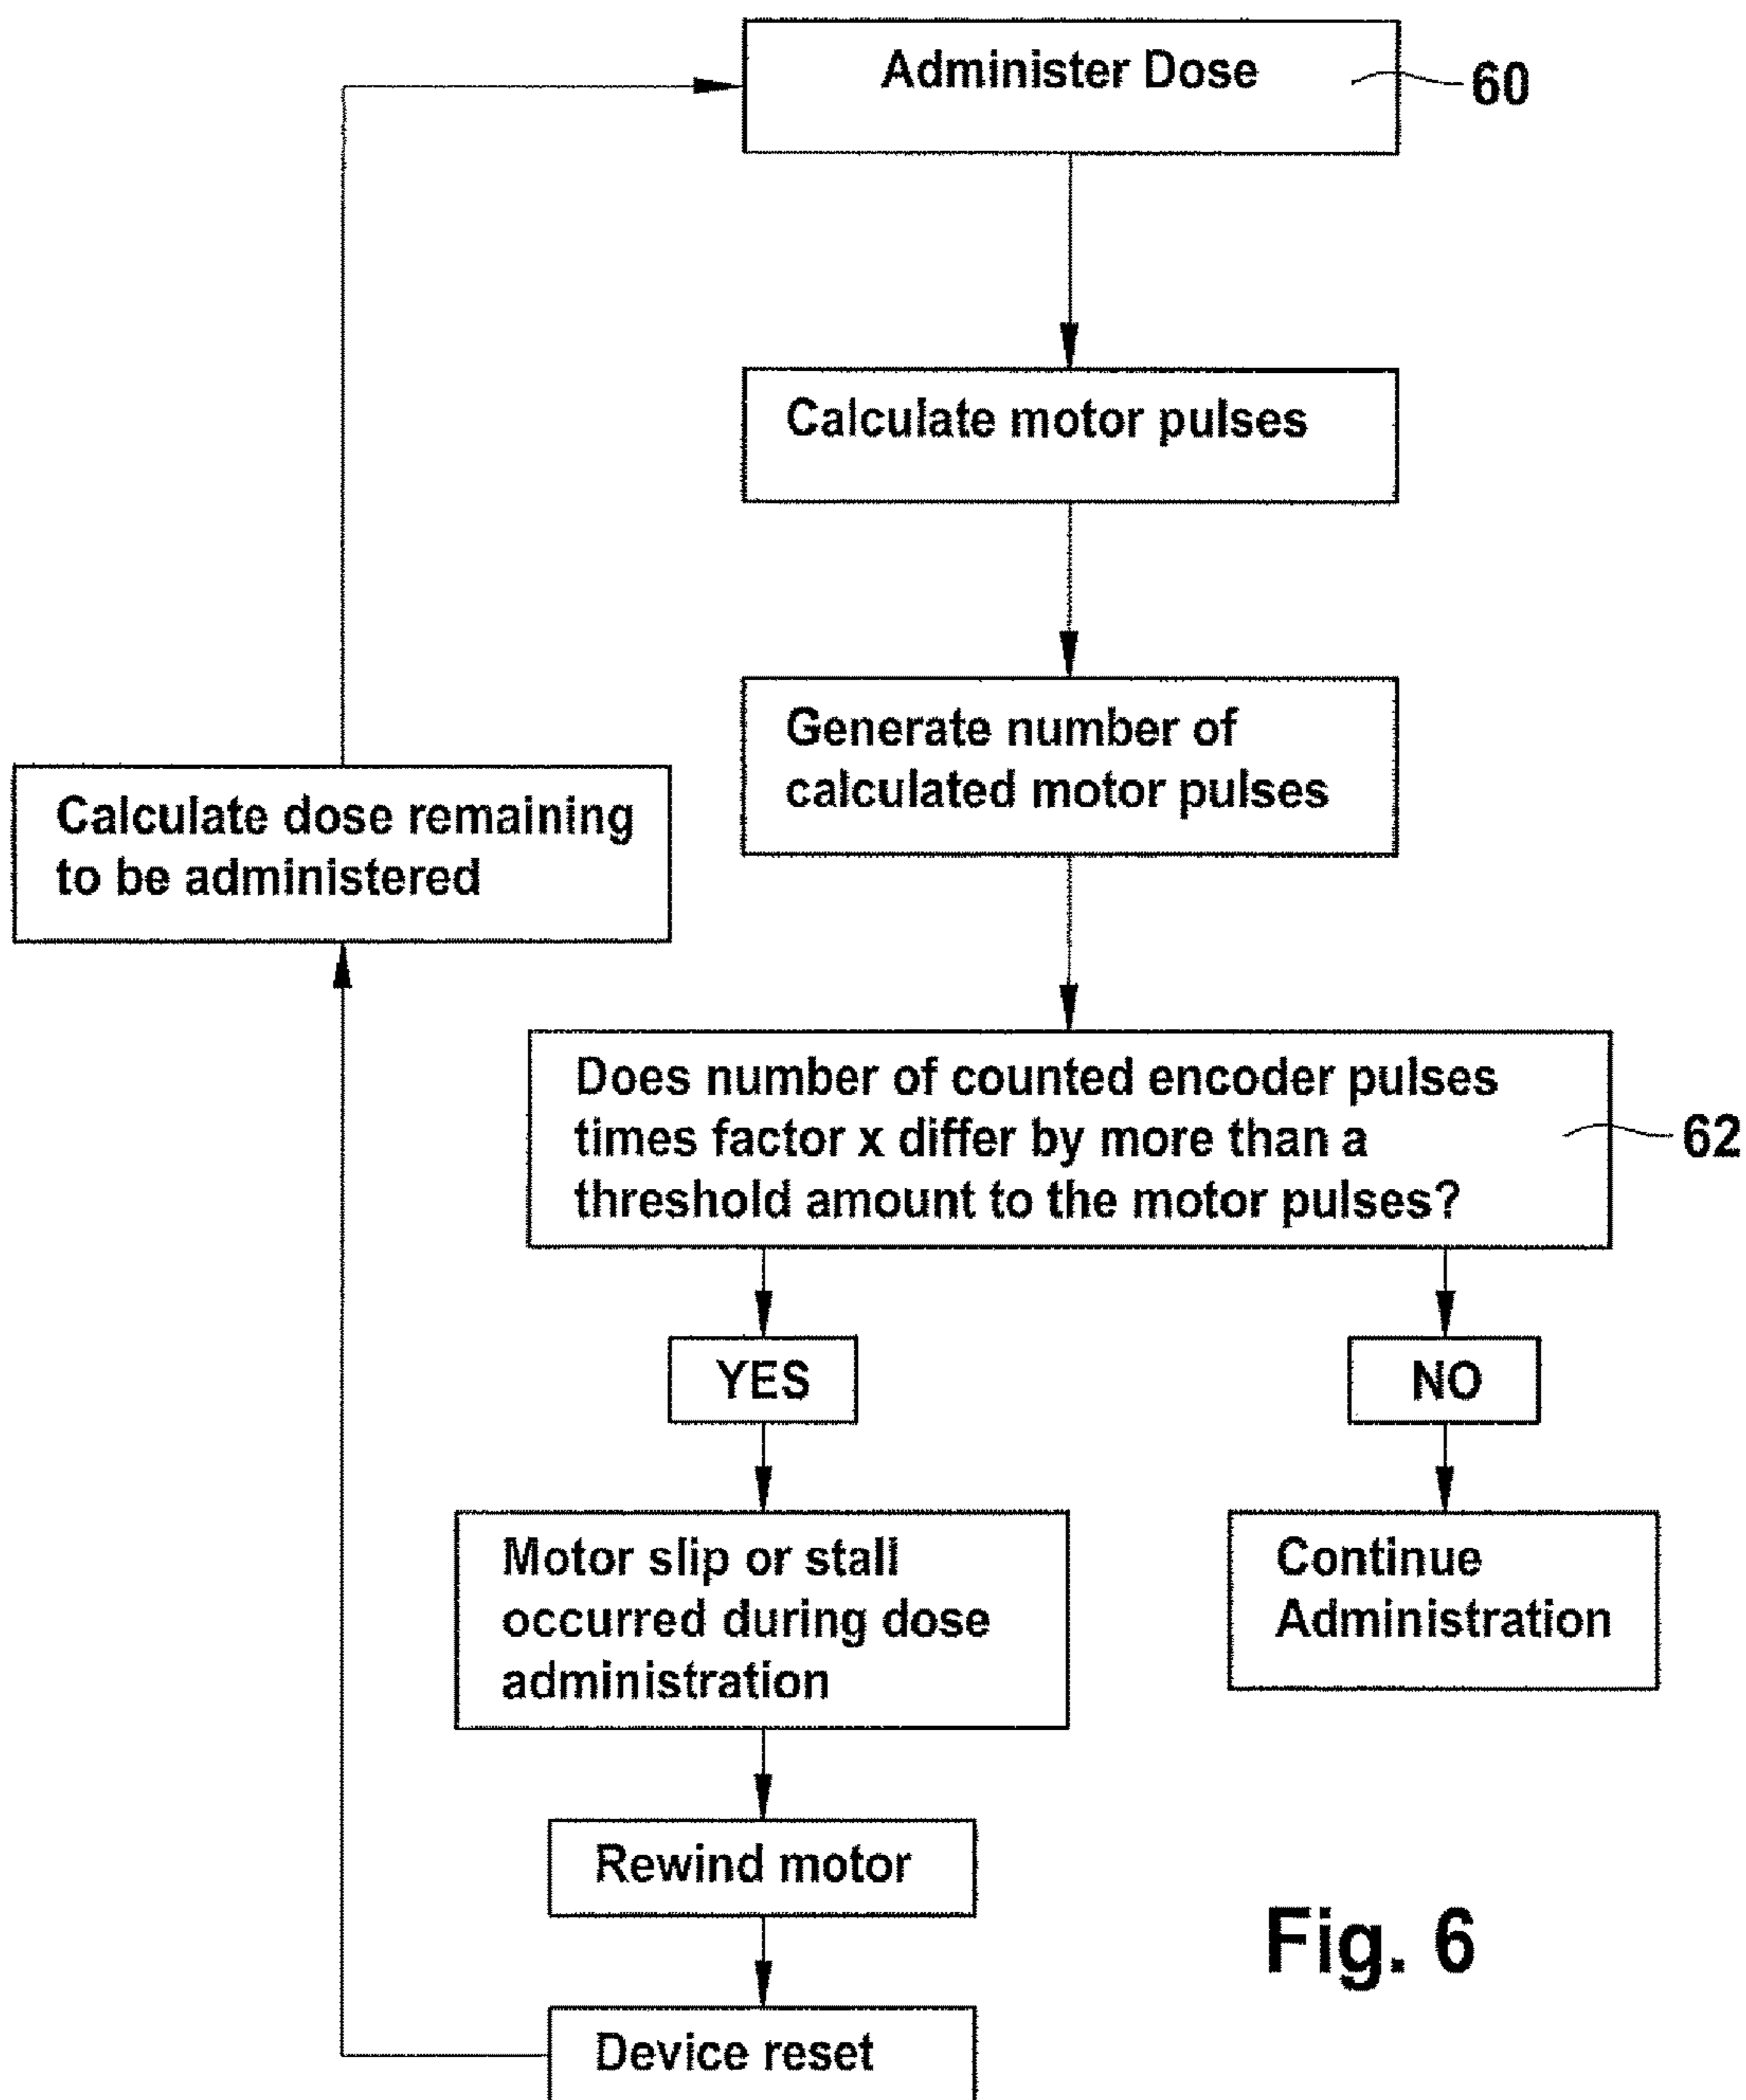 Administer Dose
60
Calculate motor pulses
Generate number of
calculated motor pulses
Calculate dose remaining
to be administered
Does number of counted encoder pulses
times factor x differ by more than a
threshold amount to the motor pulses?
62
YES
NO
Motor slip or stall
occurred during dose
administration
Continue
Administration
Rewind motor
Device reset
Fig. 6